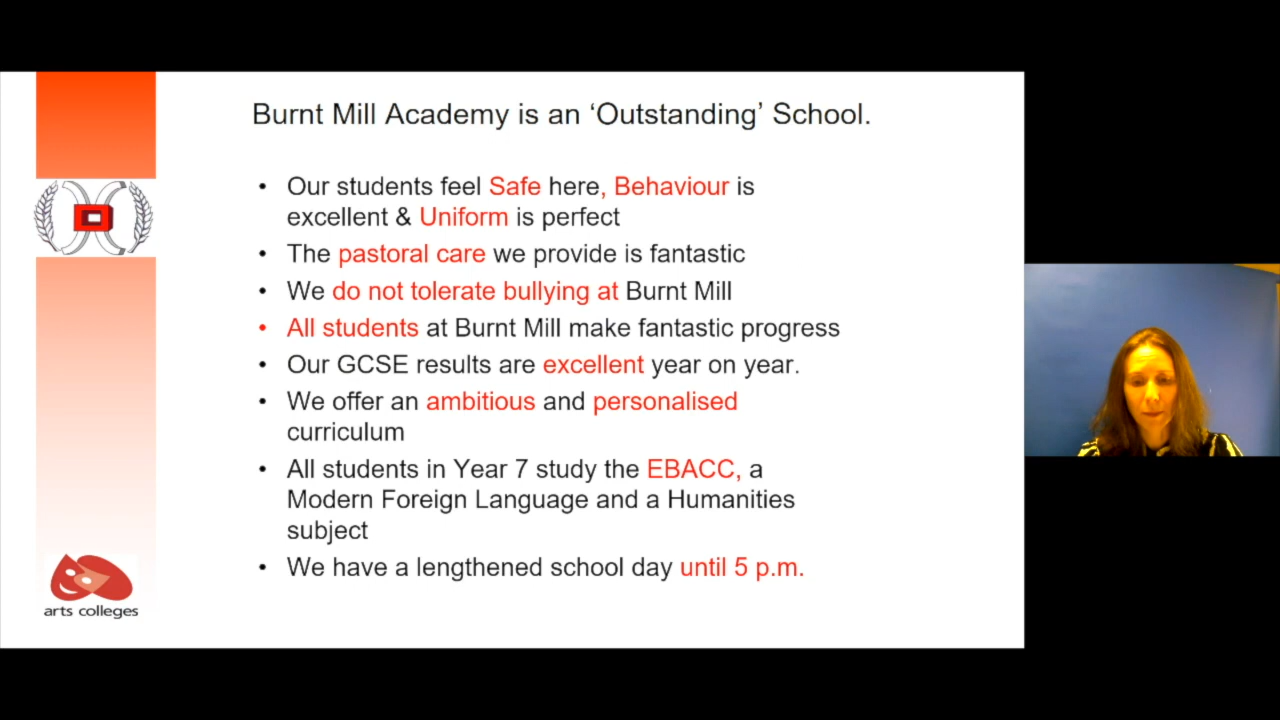 Burnt Mill Academy is an ‘Outstanding’ School.
• Our students feel Safe here, Behaviour is
excellent & Uniform is perfect
• The pastoral care we provide is fantastic
• We do not tolerate bullying at Burnt Mill
• All students at Burnt Mill make fantastic progress
• Our GCSE results are excellent year on year.
• We offer an ambitious and personalised
curriculum
• All students in Year 7 study the EBACC, a
Modern Foreign Language and a Humanities
subject
• We have a lengthened school day until 5 p.m.
arts colleges